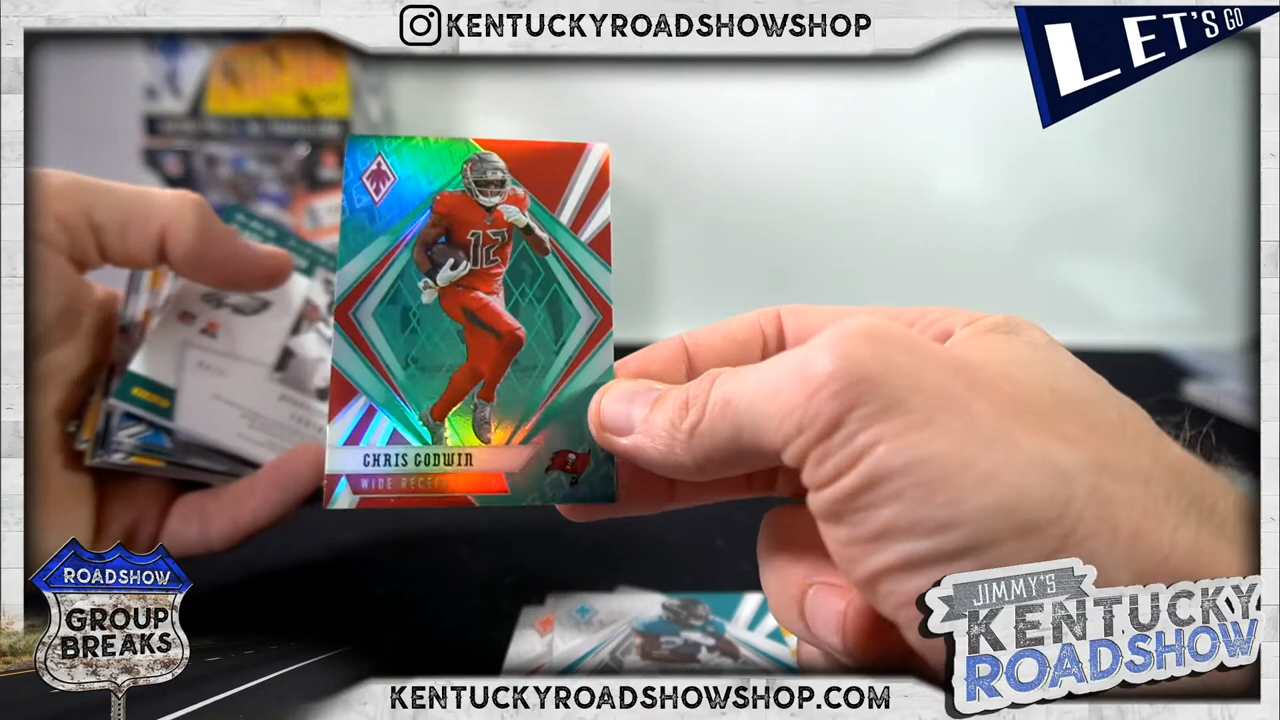 KENTUCKYROADSHOWSHOP
LET'S GO
12
CHRIS GODWIN
WIDE RECE
ROADSHOW
GROUP
BREAKS
JIMMY'S
KENTUCKY
ROADSHOW
KENTUCKYROADSHOWSHOP.COM